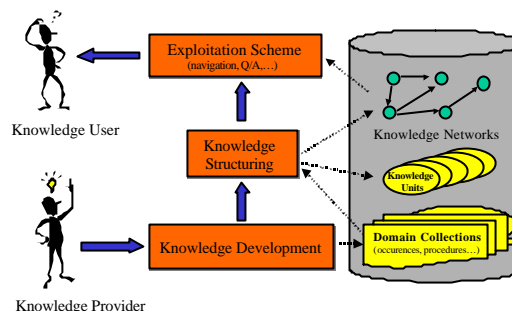 ?
Exploitation Scheme
(navigation, Q/A,...)
Knowledge User
Knowledge Networks
Knowledge
Structuring
Knowledge
Units
Knowledge Development
Domain Collections
(occurences, procedures...)
Knowledge Provider